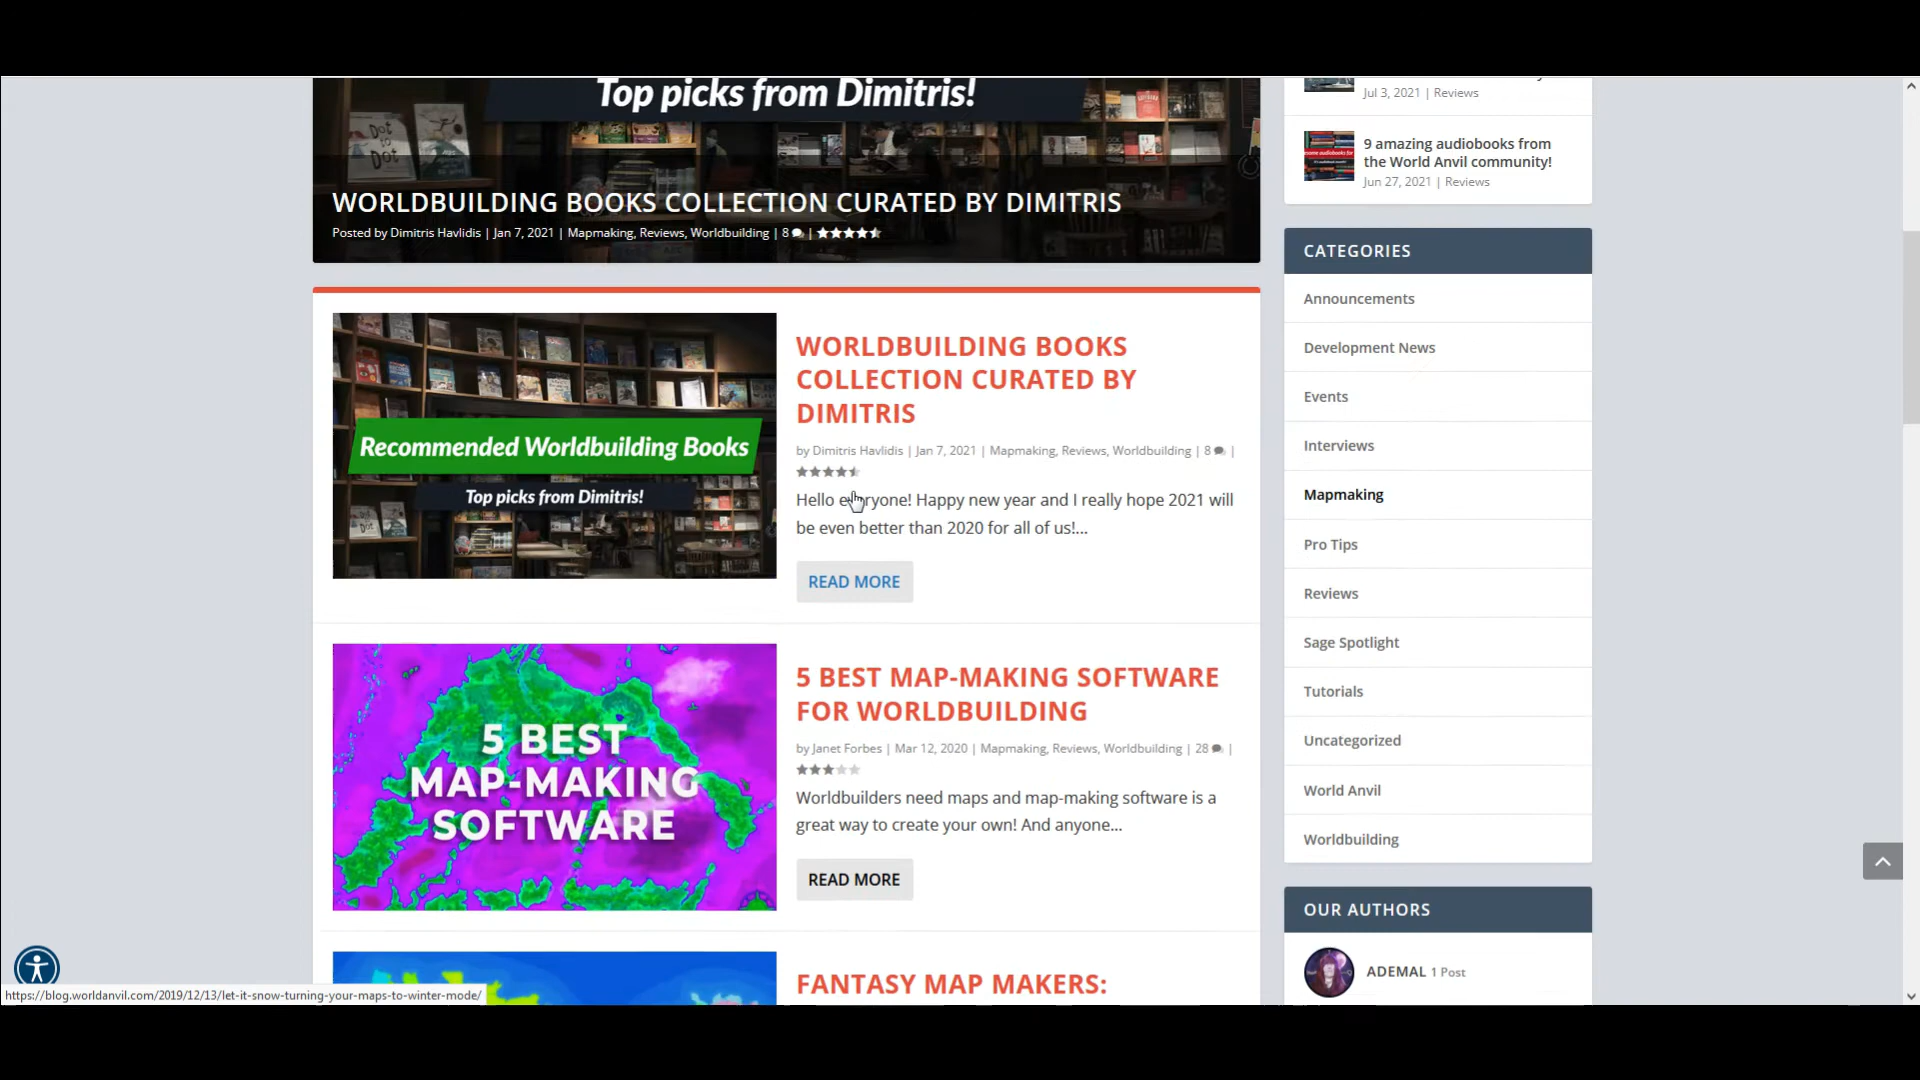 Top picks from Dimitris!
WORLDBUILDING BOOKS COLLECTION CURATED BY DIMITRIS
Posted by Dimitris Havlidis | Jan 7, 2021 | Mapmaking, Reviews, Worldbuilding | 8 |
Recommended Worldbuilding Books
Top picks from Dimitris!
Dot to Dot
WORLDBUILDING BOOKS
COLLECTION CURATED BY
DIMITRIS
by Dimitris Havlidis | Jan 7, 2021 | Mapmaking, Reviews, Worldbuilding | 8 |
Hello everyone! Happy new year and I really hope 2021 will
be even better than 2020 for all of us!...
READ MORE
5 BEST
MAP-MAKING
SOFTWARE
5 BEST MAP-MAKING SOFTWARE
FOR WORLDBUILDING
by Janet Forbes | Mar 12, 2020 | Mapmaking, Reviews, Worldbuilding | 28 |
Worldbuilders need maps and map-making software is a
great way to create your own! And anyone...
READ MORE
FANTASY MAP MAKERS:
Jul 3, 2021 | Reviews
9 amazing audiobooks from
the World Anvil community!
Jun 27, 2021 | Reviews
CATEGORIES
Announcements
Development News
Events
Interviews
Mapmaking
Pro Tips
Reviews
Sage Spotlight
Tutorials
Uncategorized
World Anvil
Worldbuilding
OUR AUTHORS
ADEMAL 1 Post
https://blog.worldanvil.com/2019/12/13/let-it-snow-turning-your-maps-to-winter-mode/